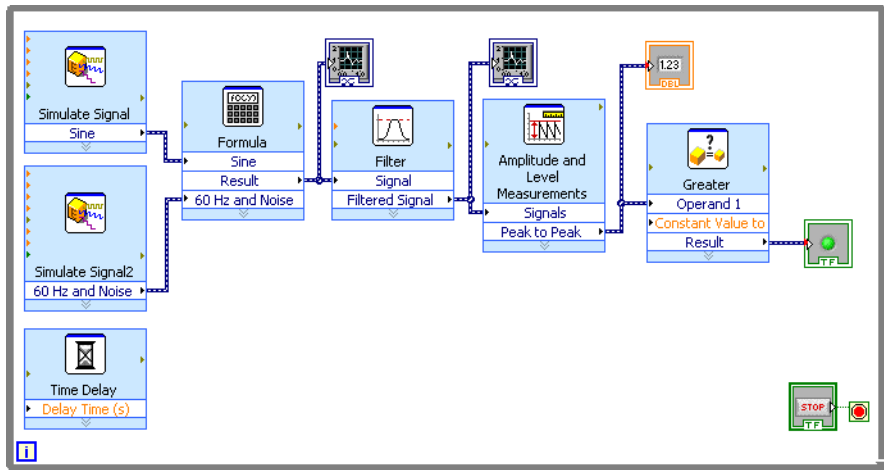 Simulate Signal
Sine
Simulate Signal2
60 Hz and Noise
Time Delay
Delay Time (s)
i
f(x,y)
Formula
Sine
Result
60 Hz and Noise
Filter
Signal
Filtered Signal
Amplitude and
Level
Measurements
Signals
Peak to Peak
1.23
DBL
?
Greater
Operand 1
Constant Value to
Result
TF
STOP
TF